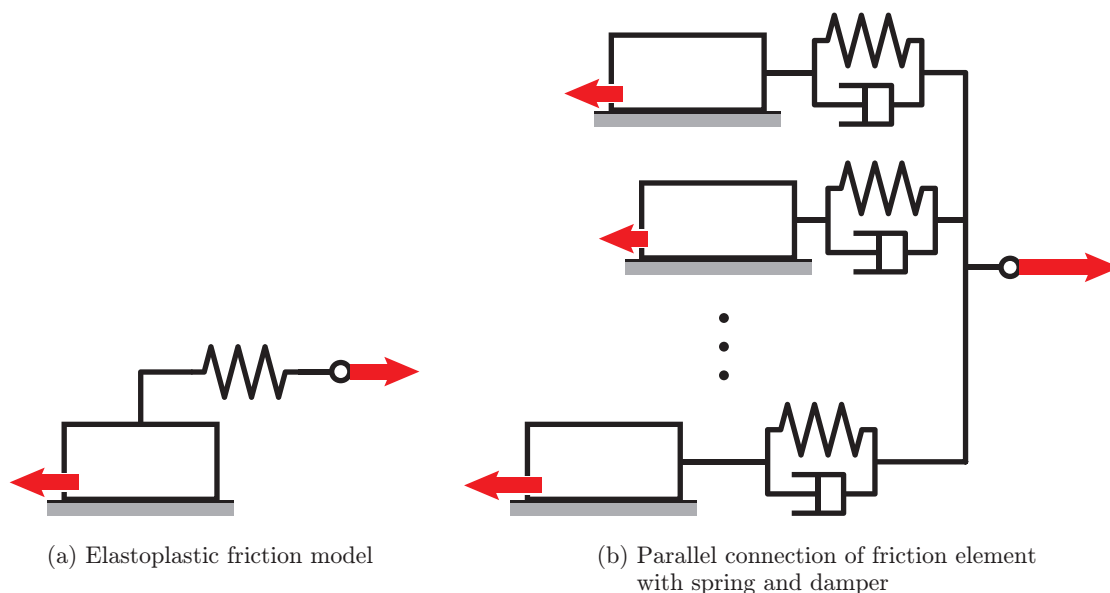 (a) Elastoplastic friction model
(b) Parallel connection of friction element
with spring and damper